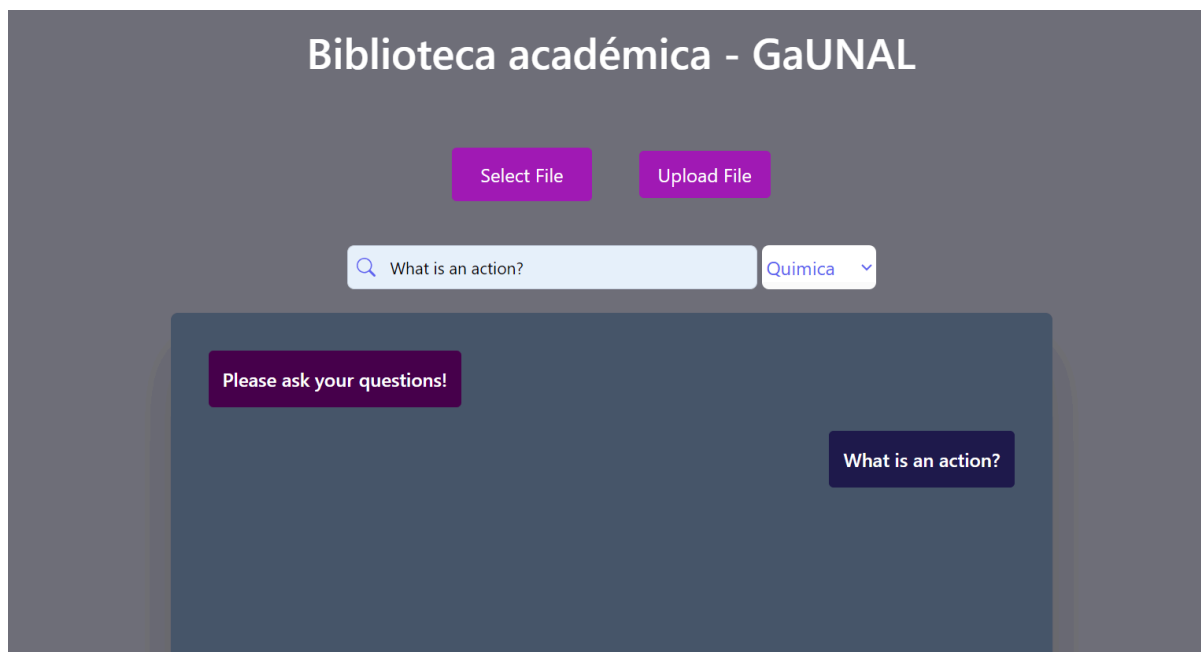 Biblioteca académica - GaUNAL
Select File
Upload File
What is an action?
Quimica
Please ask your questions!
What is an action?